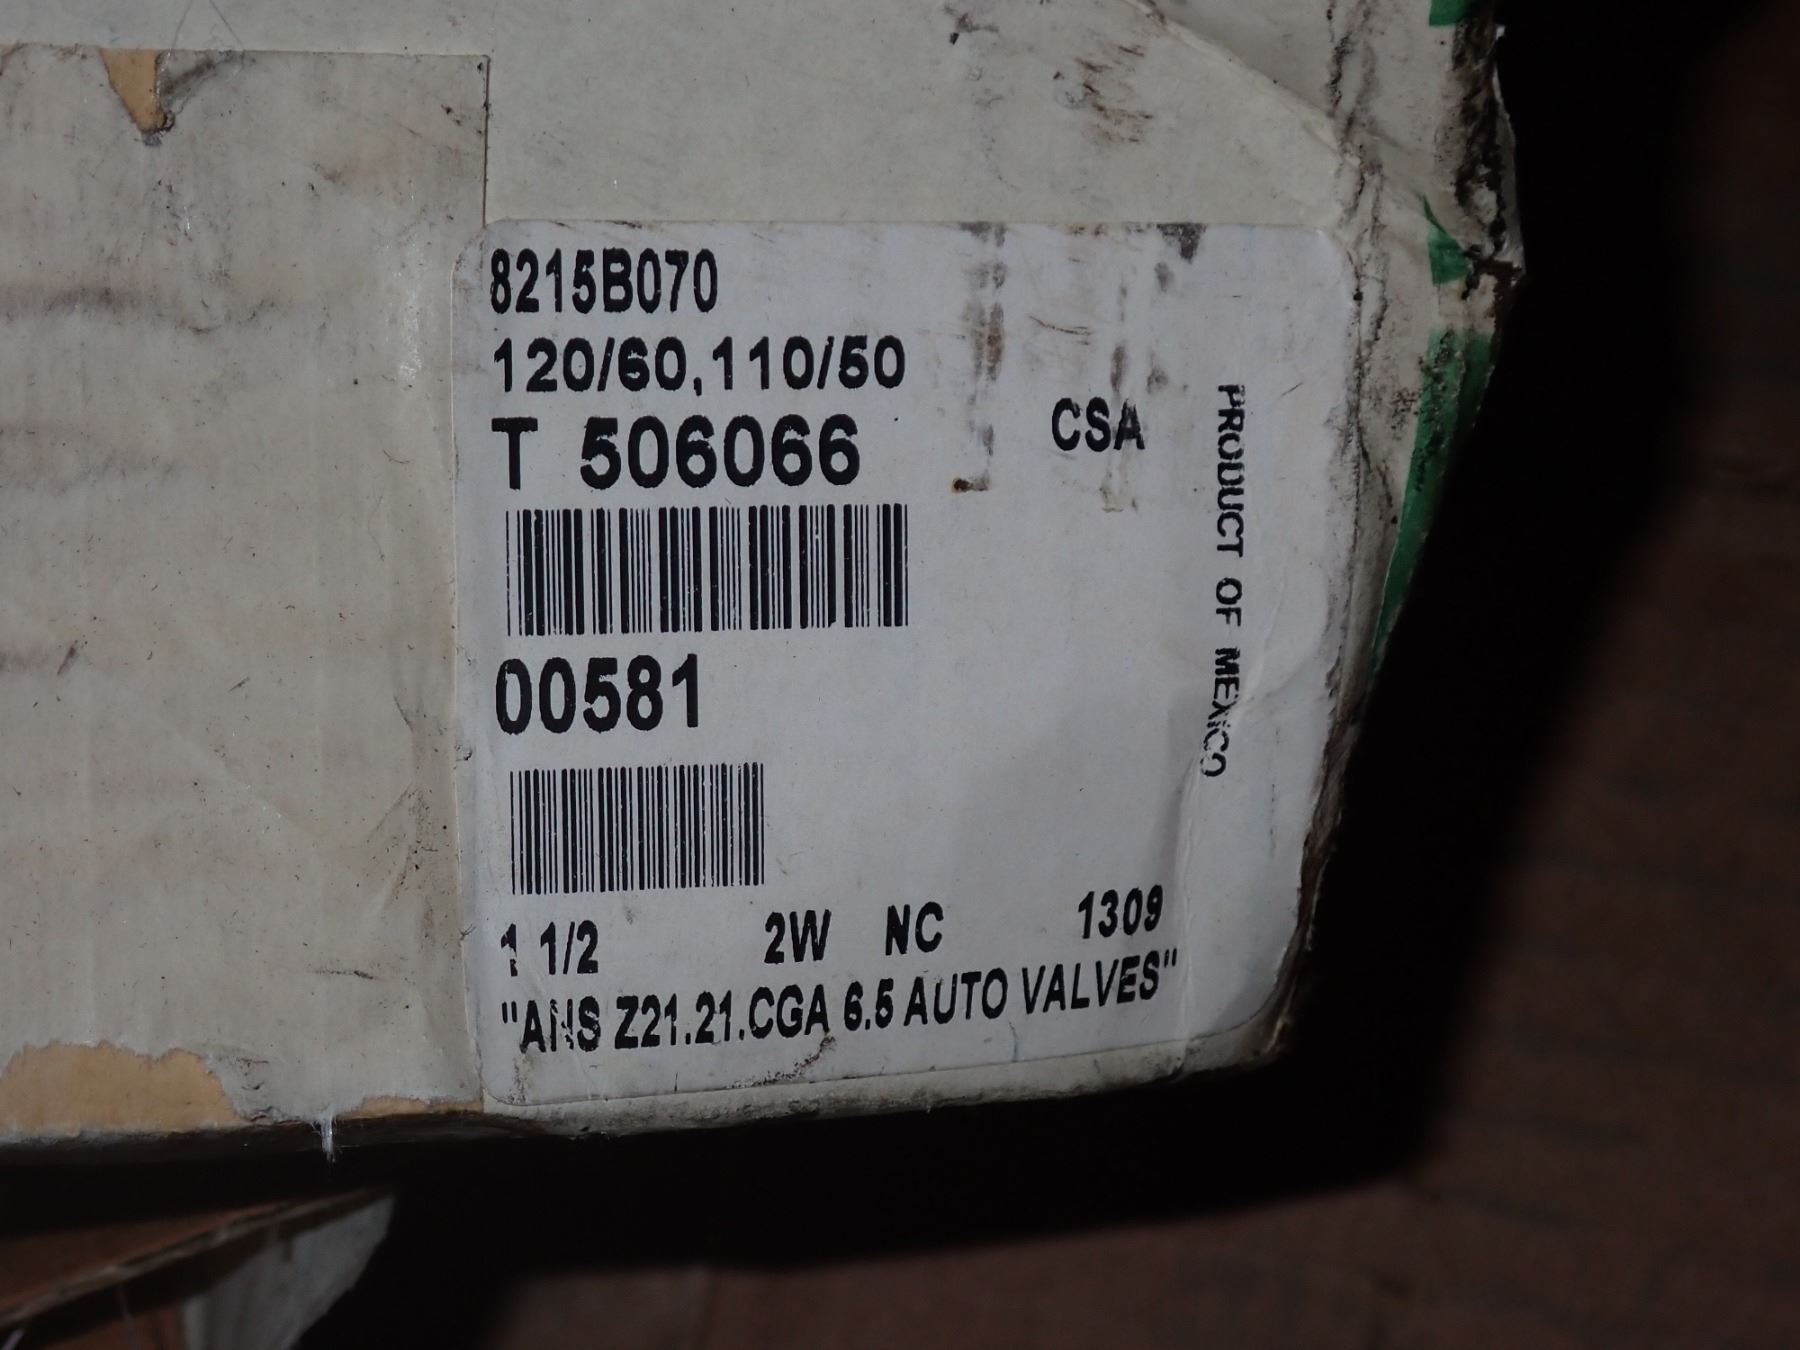 8215B070
120/60,110/50
T 506066
CSA
00581
1 1/2 2W NC 1309
"ANS Z21.21.CGA 6.5 AUTO VALVES"
PRODUCT OF MEXICO